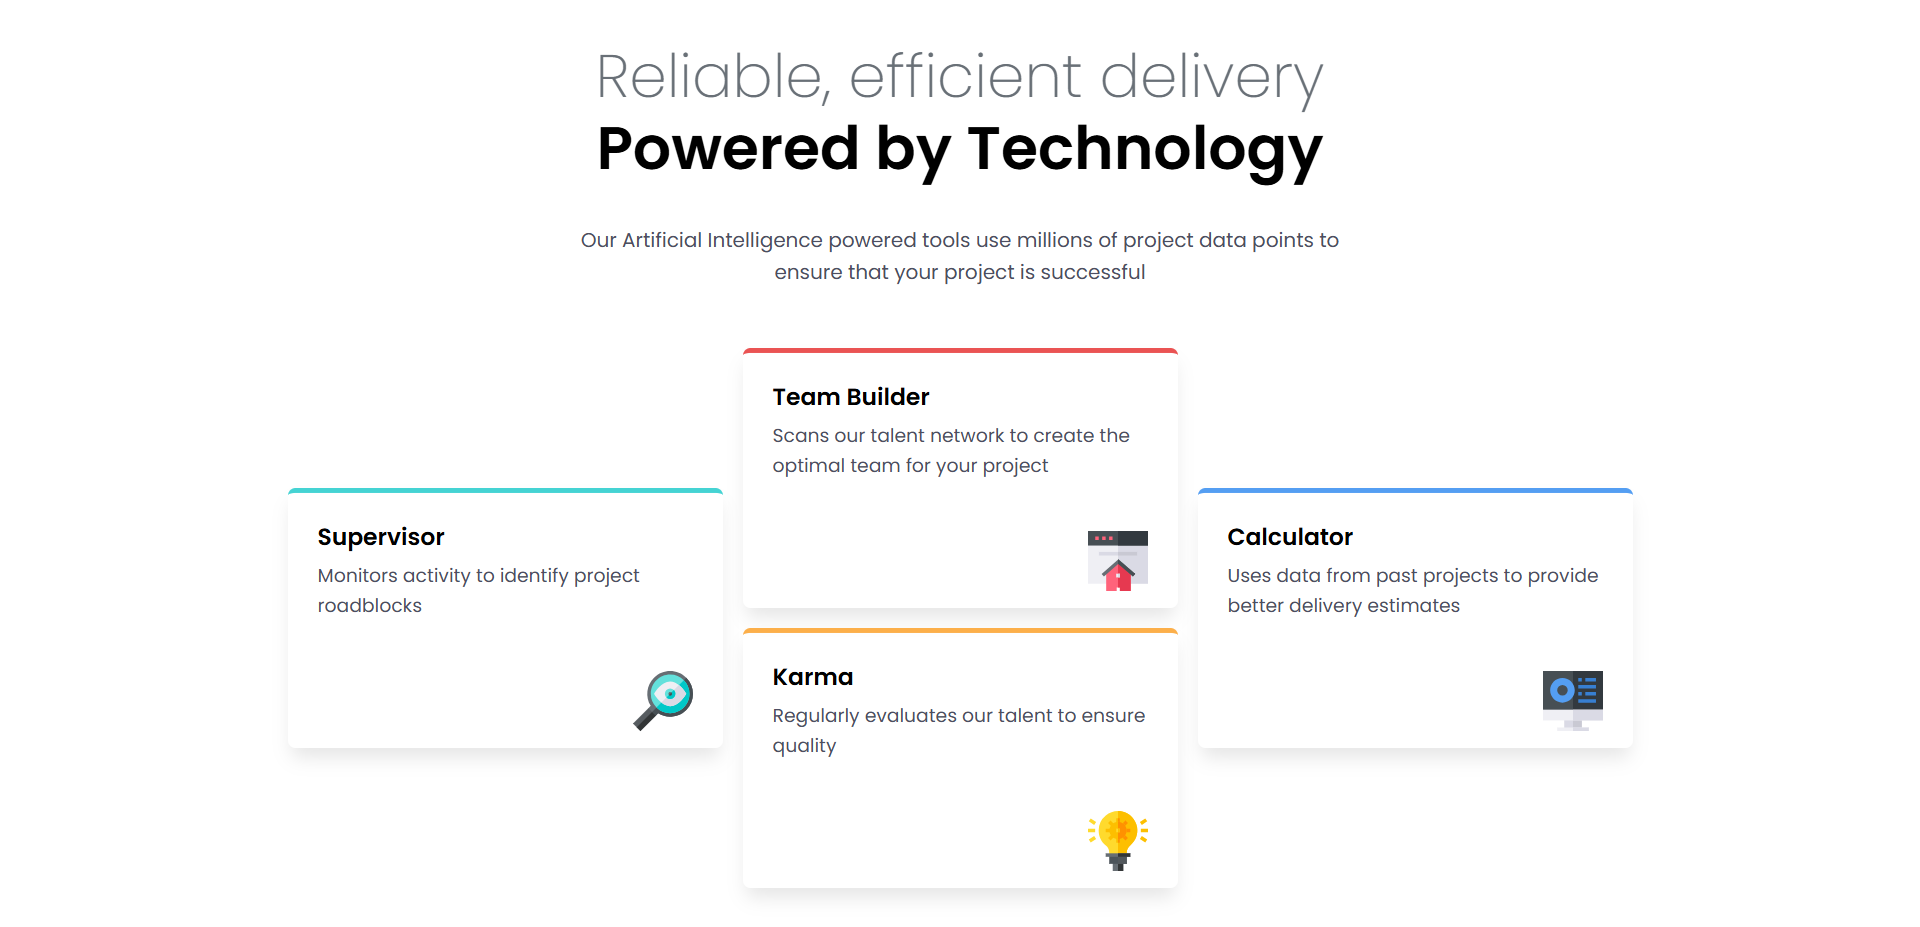 Reliable, efficient delivery
Powered by Technology
Our Artificial Intelligence powered tools use millions of project data points to
ensure that your project is successful
Team Builder
Scans our talent network to create the
optimal team for your project
Supervisor
Monitors activity to identify project
roadblocks
Calculator
Uses data from past projects to provide
better delivery estimates
Karma
Regularly evaluates our talent to ensure
quality